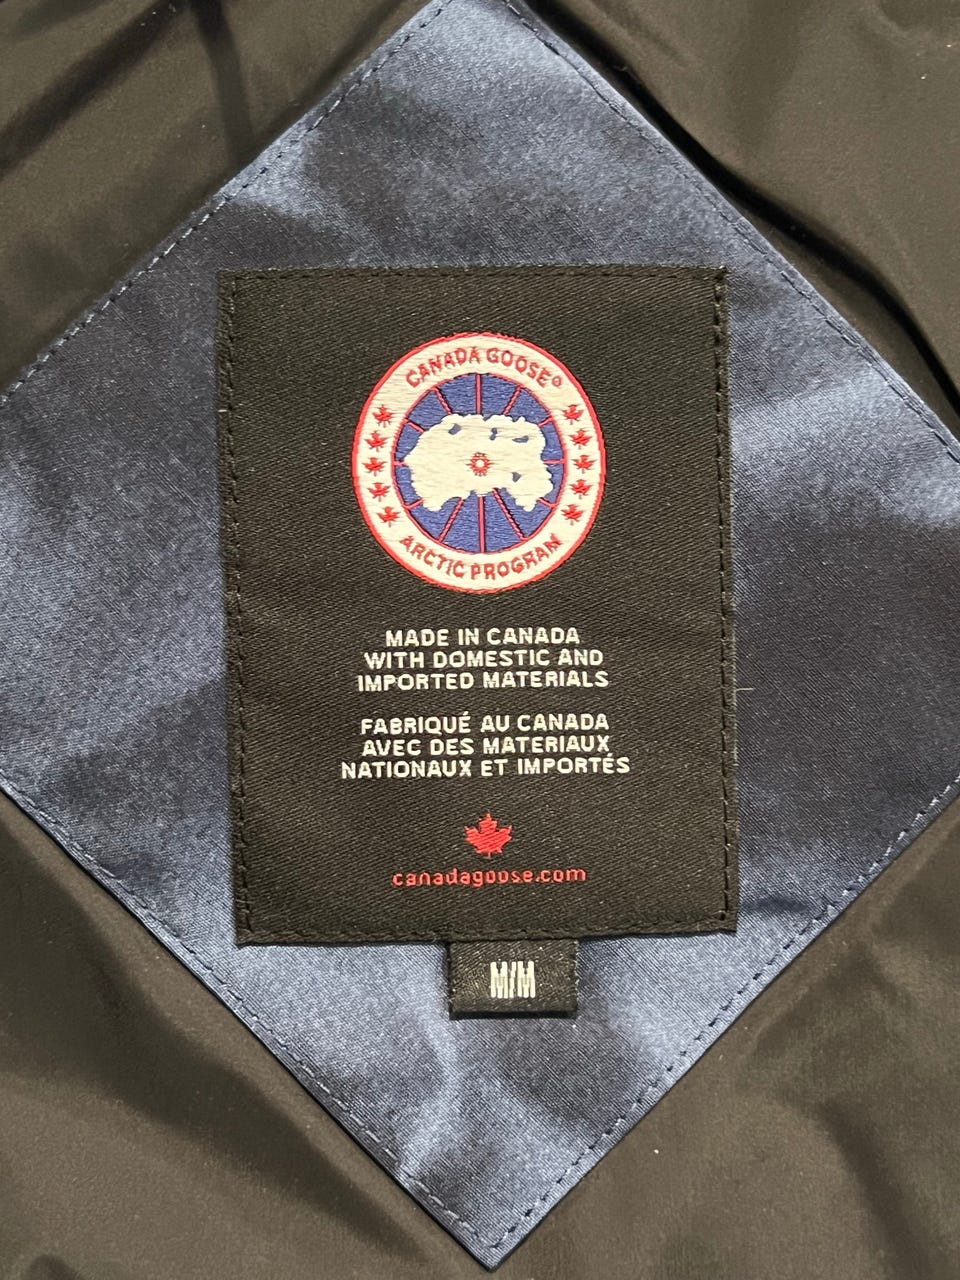 CANADA GOOSE®
ARCTIC PROGRAM
MADE IN CANADA
WITH DOMESTIC AND
IMPORTED MATERIALS
FABRIQUÉ AU CANADA
AVEC DES MATERIAUX
NATIONAUX ET IMPORTÉS
canadagoose.com
M/M